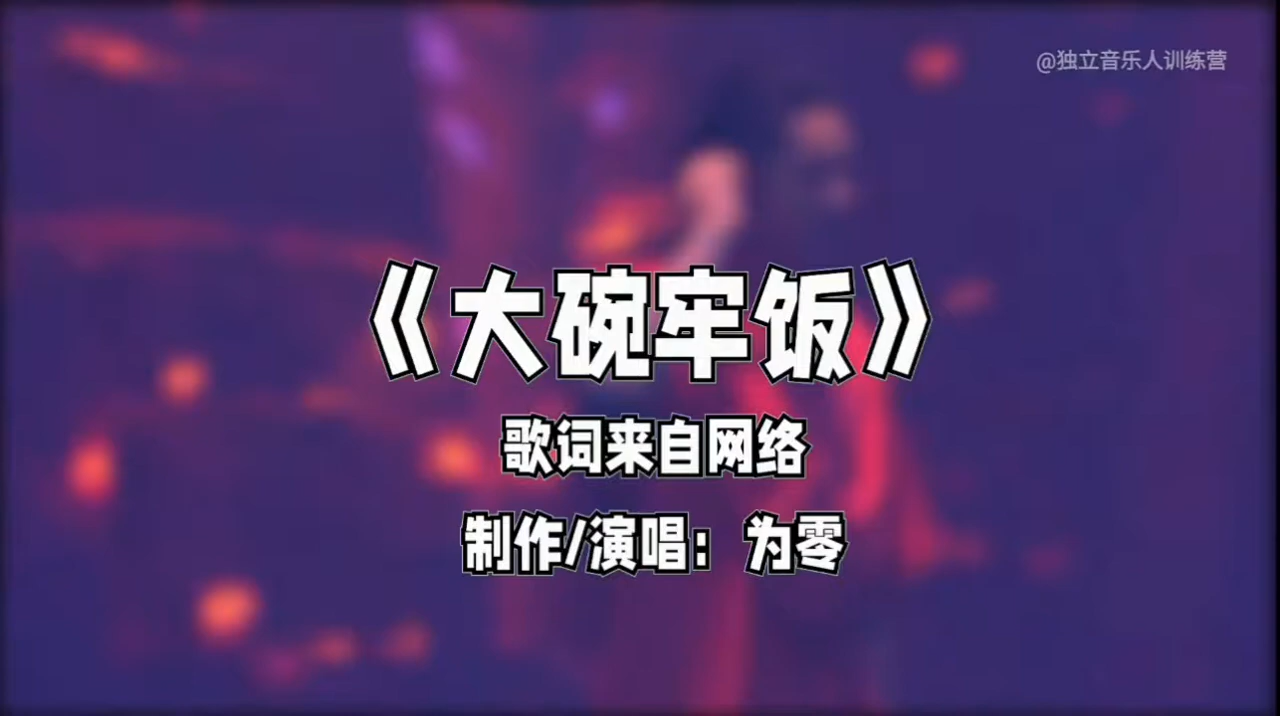 @独立音乐人训练营
《大碗牢饭》
歌词来自网络
制作/演唱：为零